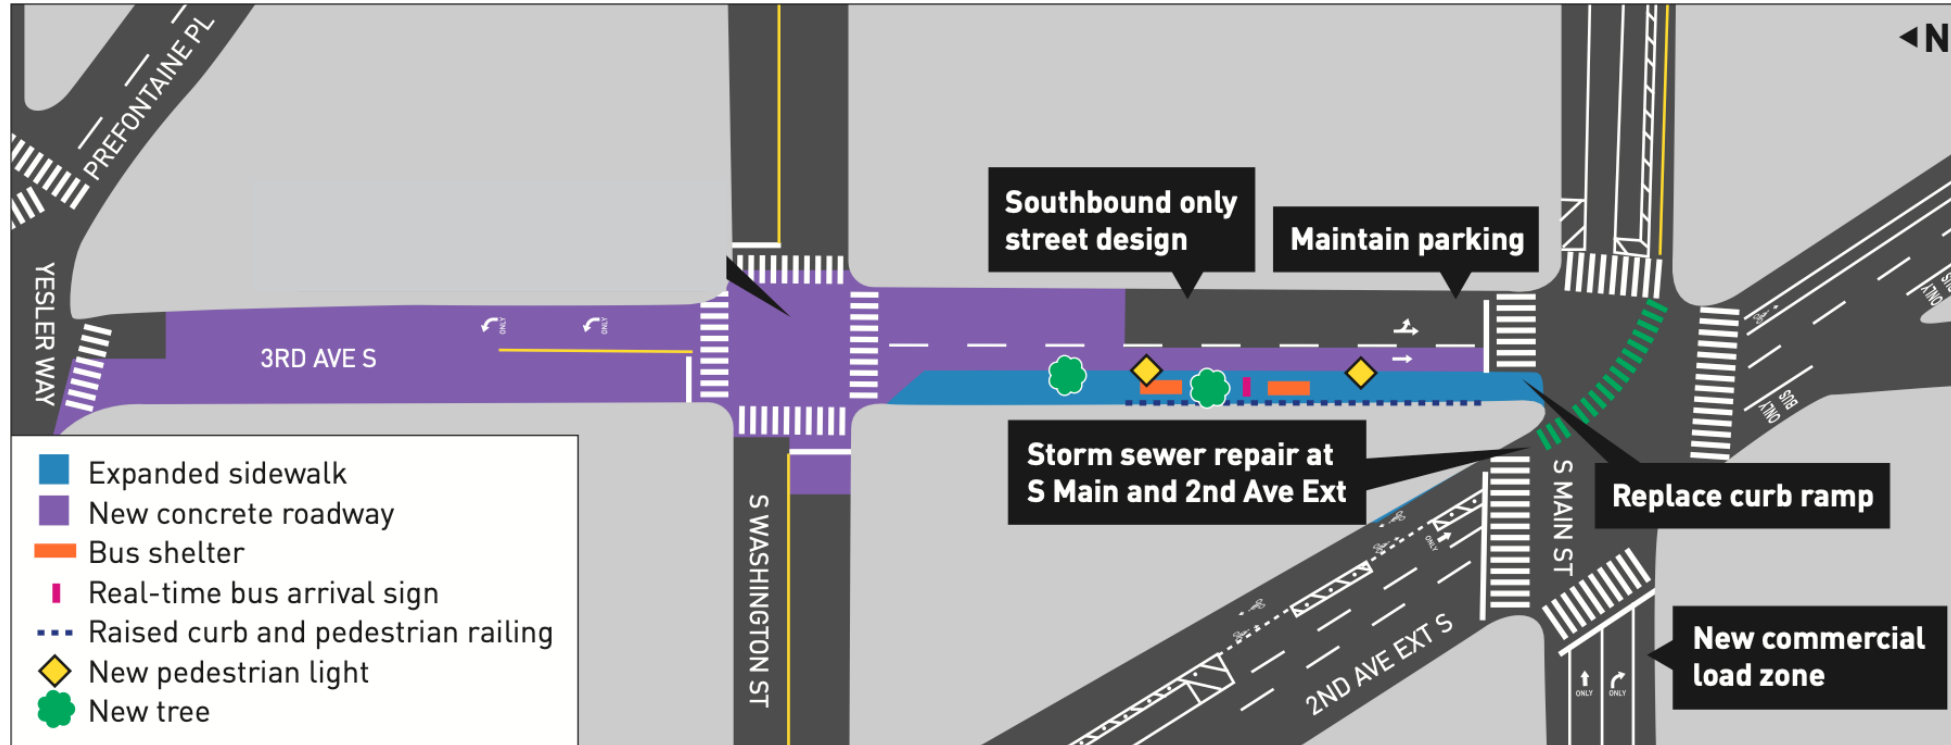 ◄N
PREFONTAINE PL
YESLER WAY
3RD AVE S
ONLY
ONLY
Southbound only
street design
Maintain parking
BUS
ONLY
BUS
ONLY
Storm sewer repair at
S Main and 2nd Ave Ext
Replace curb ramp
S WASHINGTON ST
S MAIN ST
ONLY
2ND AVE EXT S
New commercial
load zone
ONLY
ONLY
Expanded sidewalk
New concrete roadway
Bus shelter
Real-time bus arrival sign
Raised curb and pedestrian railing
New pedestrian light
New tree